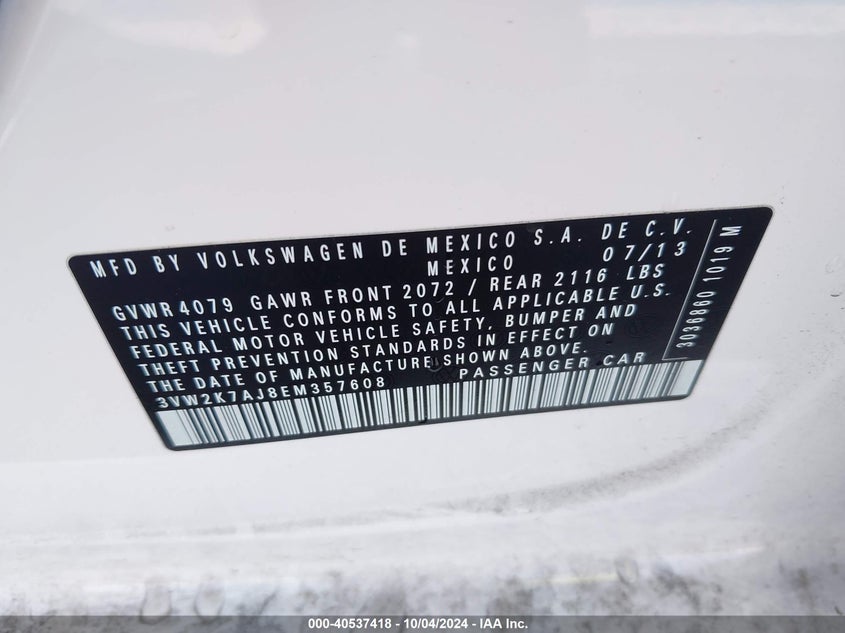 MFD BY VOLKSWAGEN DE MEXICO S.A. DE C.V.
MEXICO 07/13
GVWR 4079 GAWR FRONT 2072 / REAR 2116 LBS
THIS VEHICLE CONFORMS TO ALL APPLICABLE U.S.
FEDERAL MOTOR VEHICLE SAFETY, BUMPER AND
THEFT PREVENTION STANDARDS IN EFFECT ON
THE DATE OF MANUFACTURE SHOWN ABOVE.
3VW2K7AJ8EM357608 PASSENGER CAR
3036860 1019 M
000-40537418 - 10/04/2024 - IAA Inc.